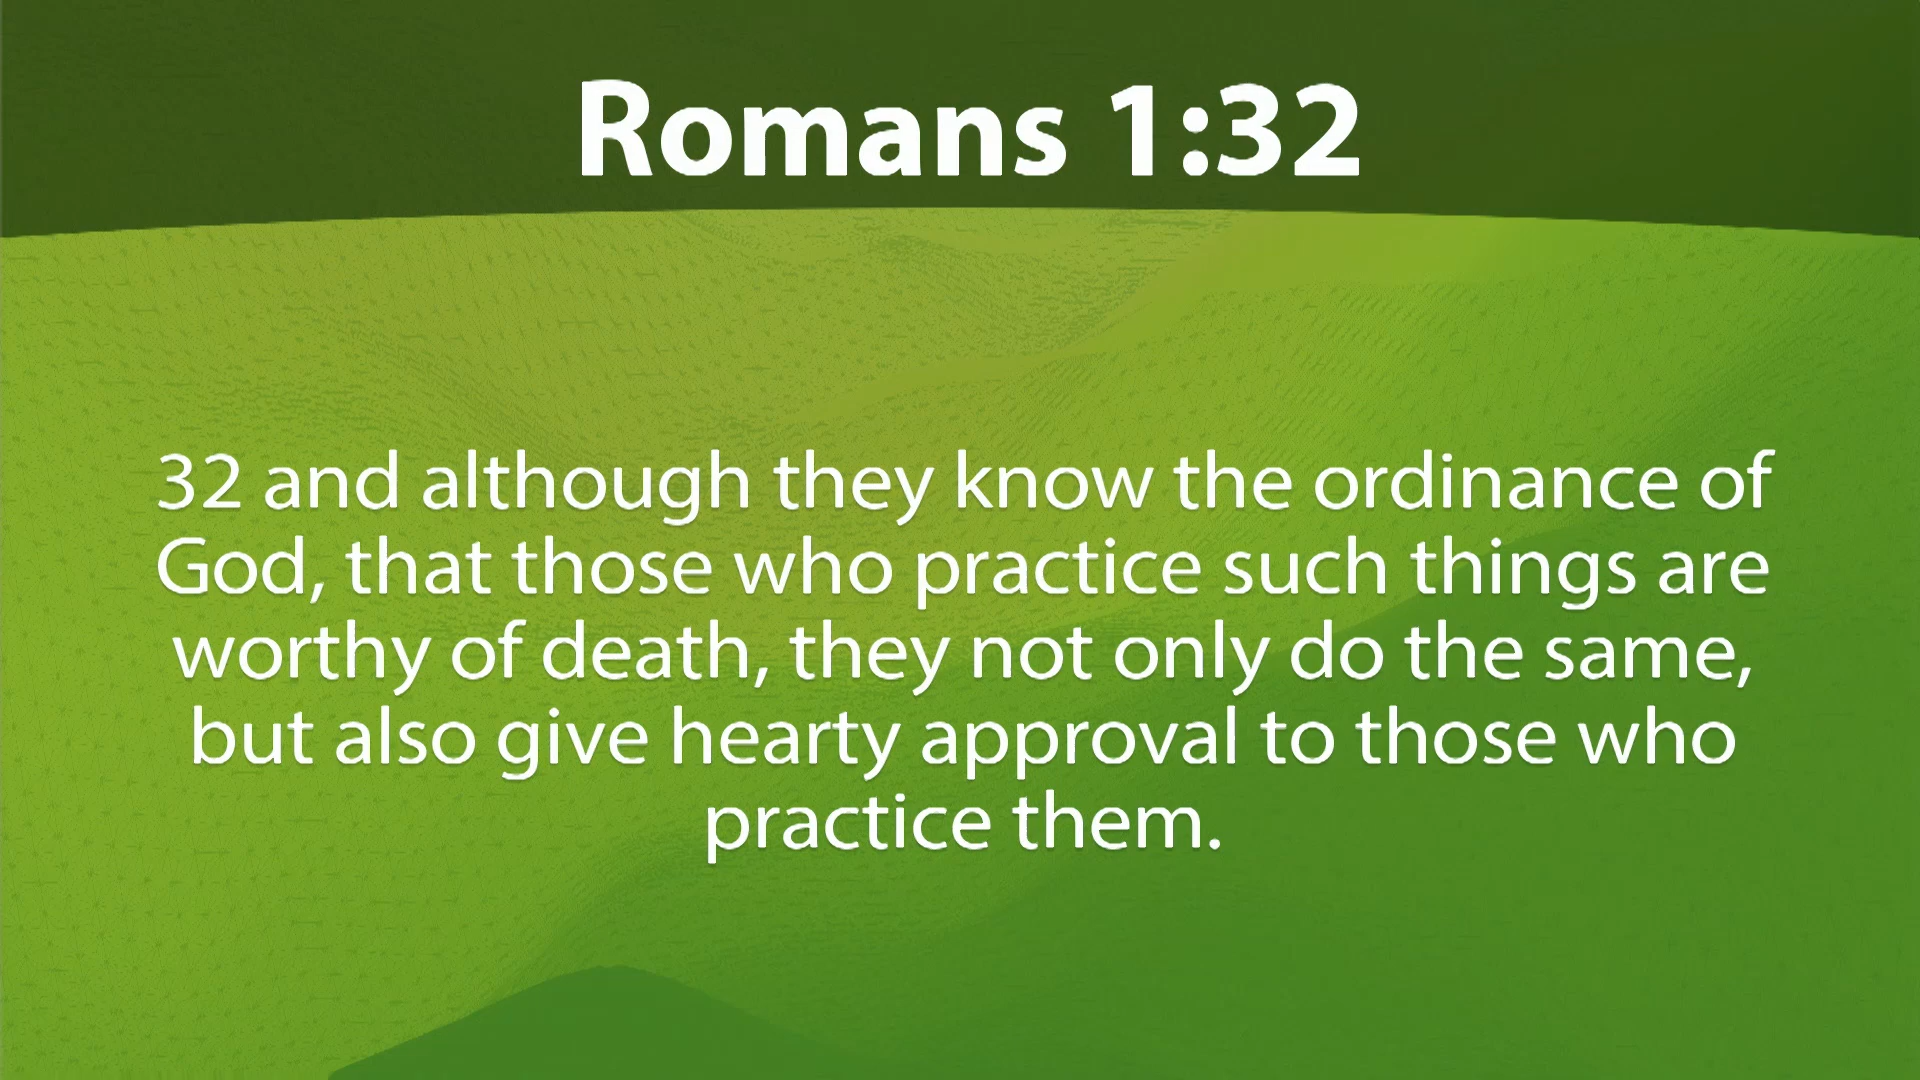 Romans 1:32
32 and although they know the ordinance of
God, that those who practice such things are
worthy of death, they not only do the same,
but also give hearty approval to those who
practice them.